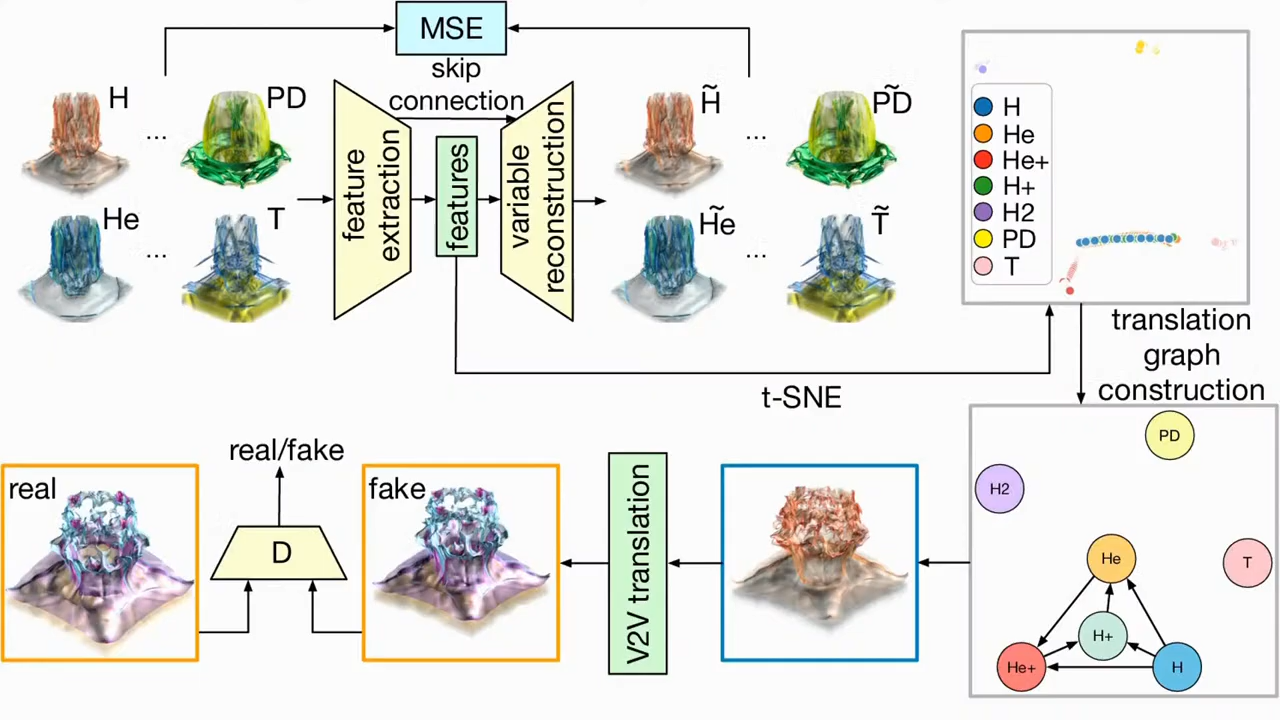 MSE
skip
connection
H
PD
...
He
T
...
feature
extraction
features
variable
reconstruction
H̃
P̃D
...
H̃e
T̃
...
H
He
He+
H+
H2
PD
T
t-SNE
translation
graph
construction
PD
H2
He
T
H+
He+
H
V2V translation
fake
real/fake
D
real